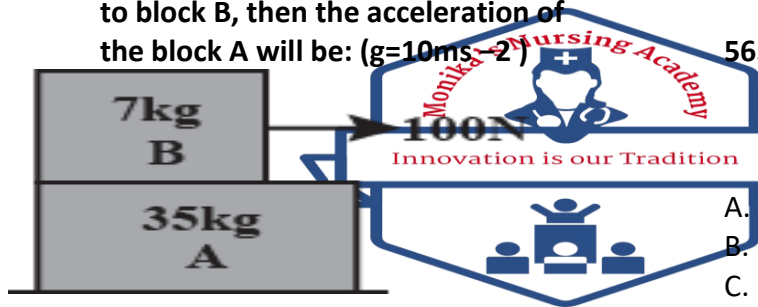 to block B, then the acceleration of
the block A will be: (g=10ms–2 )
56
Monika's Nursing Academy
7kg
B
100N
Innovation is our Tradition
35kg
A
A.
B.
C.